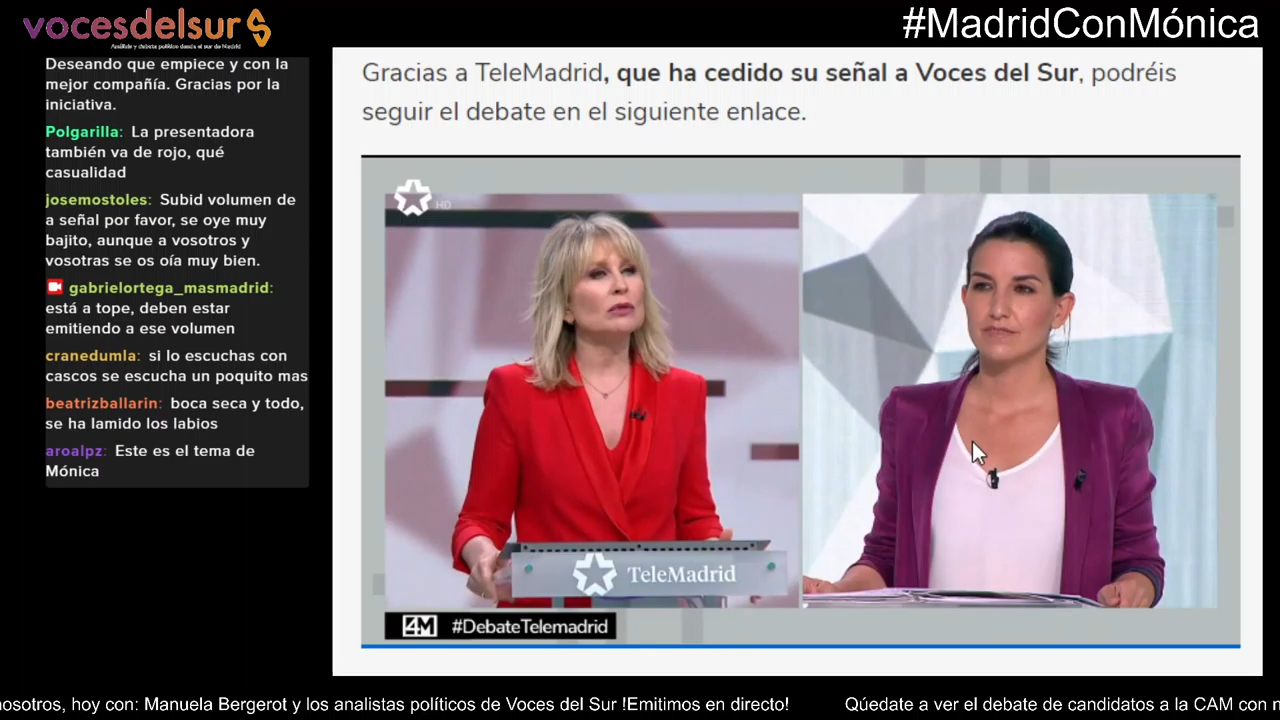 vocesdelsur
Análisis y debate político desde el sur de Madrid
#MadridConMónica
Deseando que empiece y con la
mejor compañía. Gracias por la
iniciativa.
Polgarilla: La presentadora
también va de rojo, qué
casualidad
josemostoles: Subid volumen de
a señal por favor, se oye muy
bajito, aunque a vosotros y
vosotras se os oía muy bien.
gabrielortega_masmadrid:
está a tope, deben estar
emitiendo a ese volumen
cranedumla: si lo escuchas con
cascos se escucha un poquito mas
beatrizballarin: boca seca y todo,
se ha lamido los labios
aroalpz: Este es el tema de
Mónica
Gracias a TeleMadrid, que ha cedido su señal a Voces del Sur, podréis
seguir el debate en el siguiente enlace.
HD
TeleMadrid
4M #DebateTelemadrid
nosotros, hoy con: Manuela Bergerot y los analistas políticos de Voces del Sur !Emitimos en directo! Qúedate a ver el debate de candidatos a la CAM con n